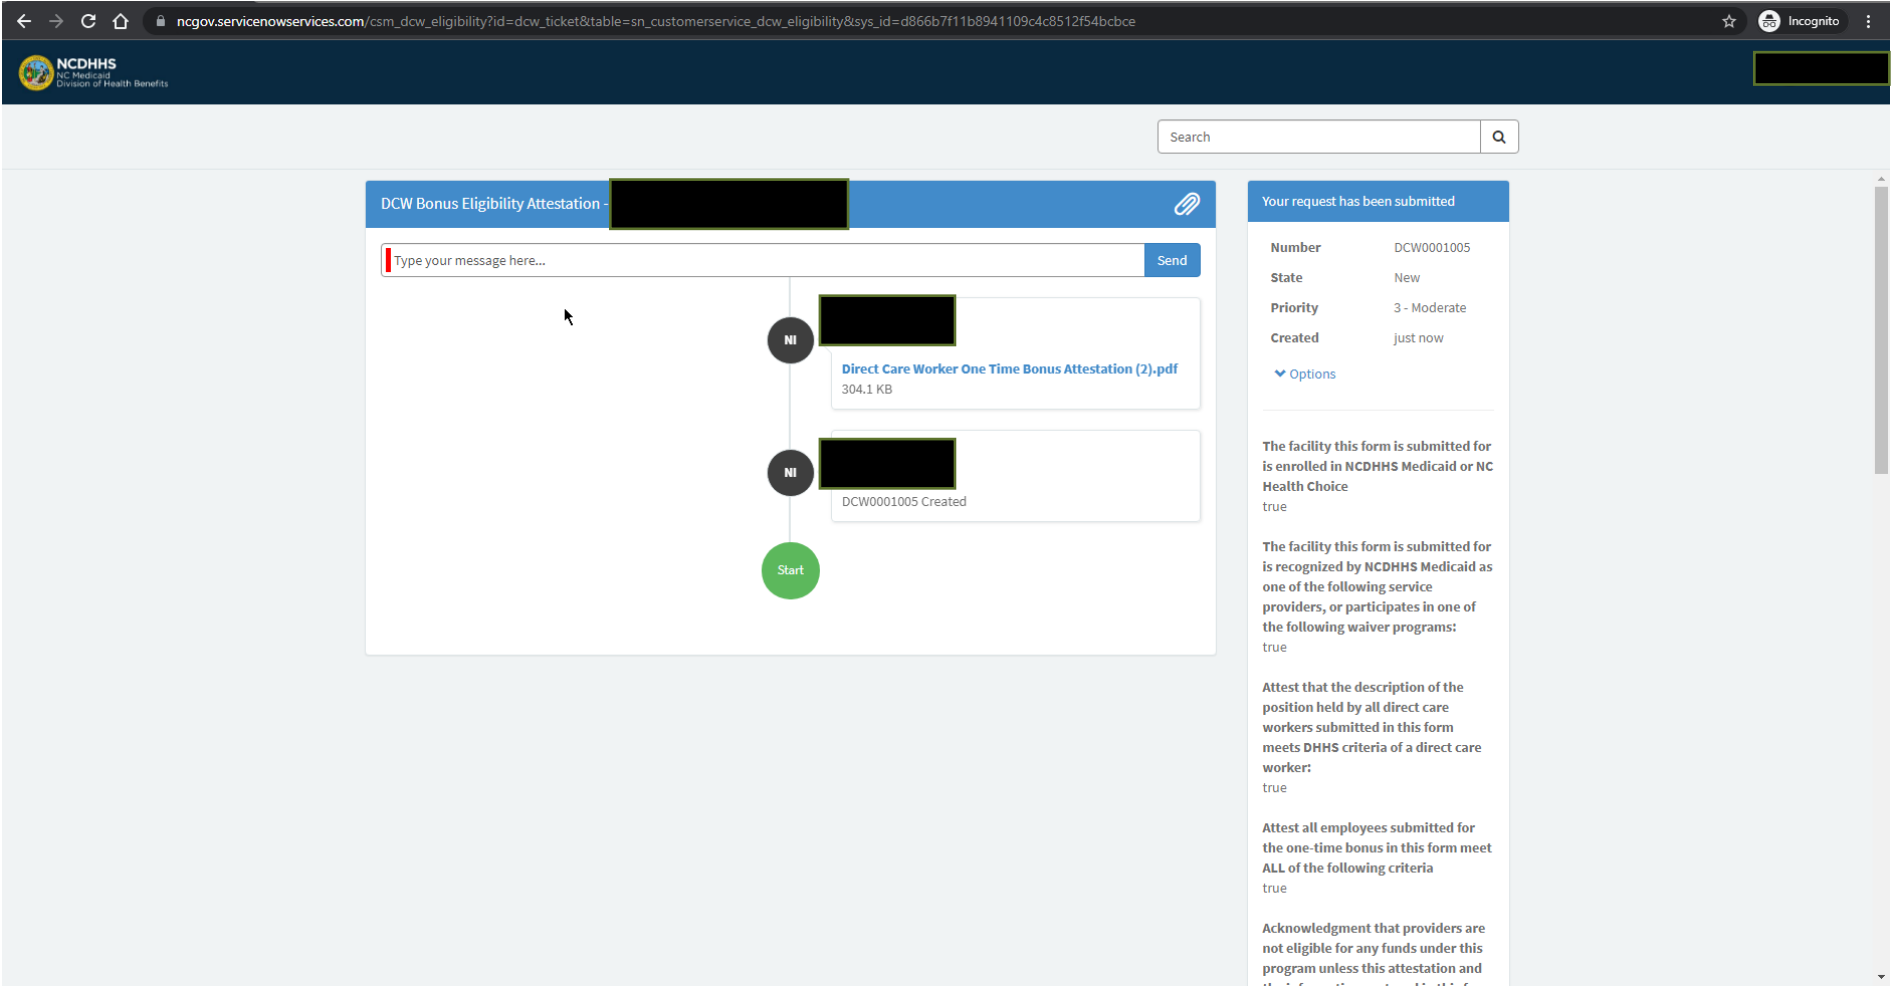 ncgov.servicenowservices.com/csm_dcw_eligibility?id=dcw_ticket&table=sn_customerservice_dcw_eligibility&sys_id=d866b7f11b8941109c4c8512f54bcbce
Incognito
NCDHHS
NC Medicaid
Division of Health Benefits
Search
DCW Bonus Eligibility Attestation -
Type your message here...
Send
NI
Direct Care Worker One Time Bonus Attestation (2).pdf
304.1 KB
NI
DCW0001005 Created
Start
Your request has been submitted
Number DCW0001005
State New
Priority 3 - Moderate
Created just now
Options
The facility this form is submitted for
is enrolled in NCDHHS Medicaid or NC
Health Choice
true
The facility this form is submitted for
is recognized by NCDHHS Medicaid as
one of the following service
providers, or participates in one of
the following waiver programs:
true
Attest that the description of the
position held by all direct care
workers submitted in this form
meets DHHS criteria of a direct care
worker:
true
Attest all employees submitted for
the one-time bonus in this form meet
ALL of the following criteria
true
Acknowledgment that providers are
not eligible for any funds under this
program unless this attestation and